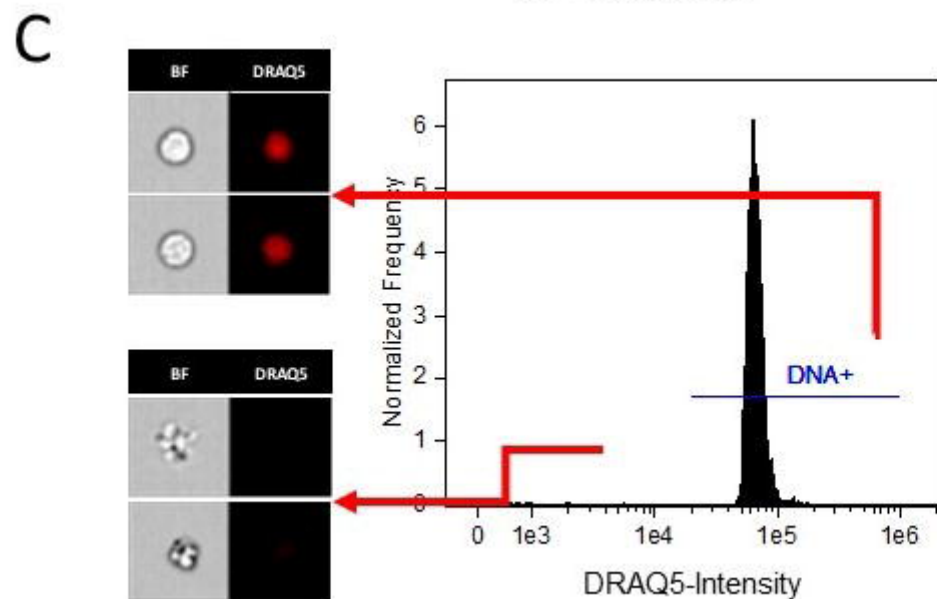 C
BF DRAQ5
BF DRAQ5
Normalized Frequency
6
5
4
3
2
1
0
DNA+
0 1e3 1e4 1e5 1e6
DRAQ5-Intensity